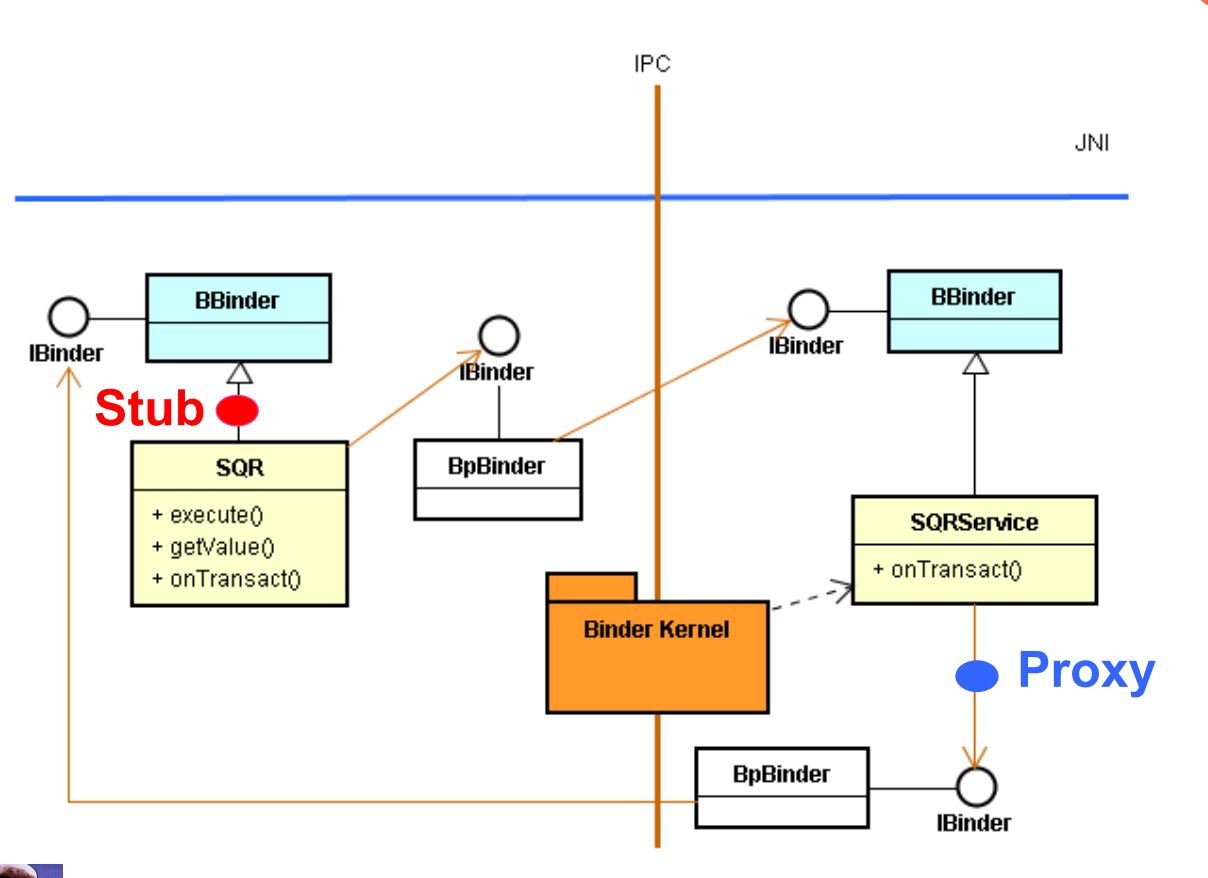 IPC
JNI
BBinder
IBinder
Stub
SQR
+ execute()
+ getValue()
+ onTransact()
IBinder
BpBinder
IBinder
BBinder
SQRService
+ onTransact()
Binder Kernel
Proxy
BpBinder
IBinder